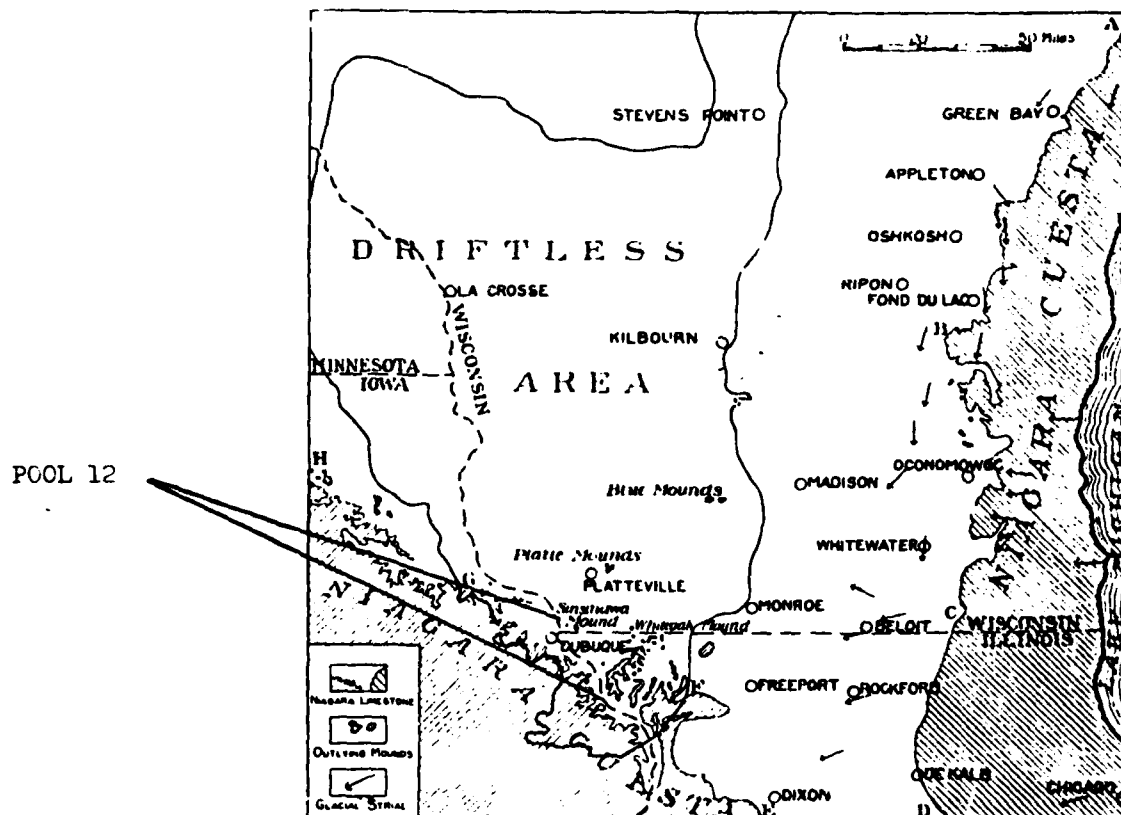 A
Miles
STEVENS POINT
GREEN BAY
APPLETON
OSHKOSH
DRIFTLESS
CUESTA
RIPON
FOND DU LAC
LA CROSSE
WISCONSIN
KILBOURN
MINNESOTA
IOWA
AREA
NIAGARA
H
POOL 12
OCONOMOWOC
MADISON
Blue Mounds
WHITEWATER
Platte Mounds
PLATTEVILLE
Sinsinawa
Mound
MONROE
C
BELOIT
WISCONSIN
ILLINOIS
DUBUQUE
NIAGARA
FREEPORT
ROCKFORD
NIAGARA LIMESTONE
OUTLYING MOUNDS
GLACIAL STRIAE
DE KALB
CHICAGO
DIXON
E
D